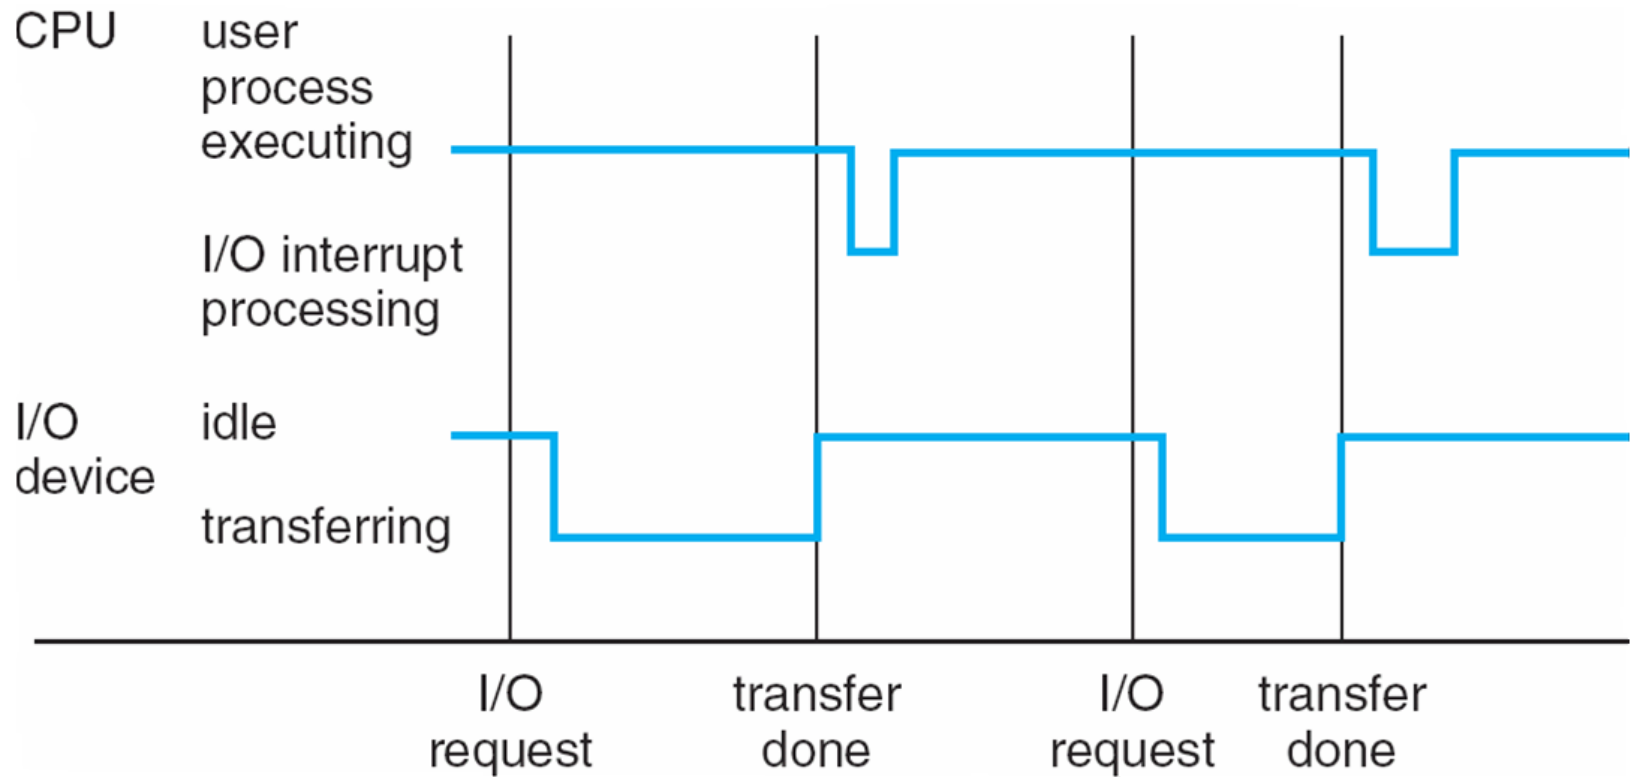 CPU user
process
executing
I/O interrupt
processing
I/O idle
device
transferring
I/O transfer I/O transfer
request done request done